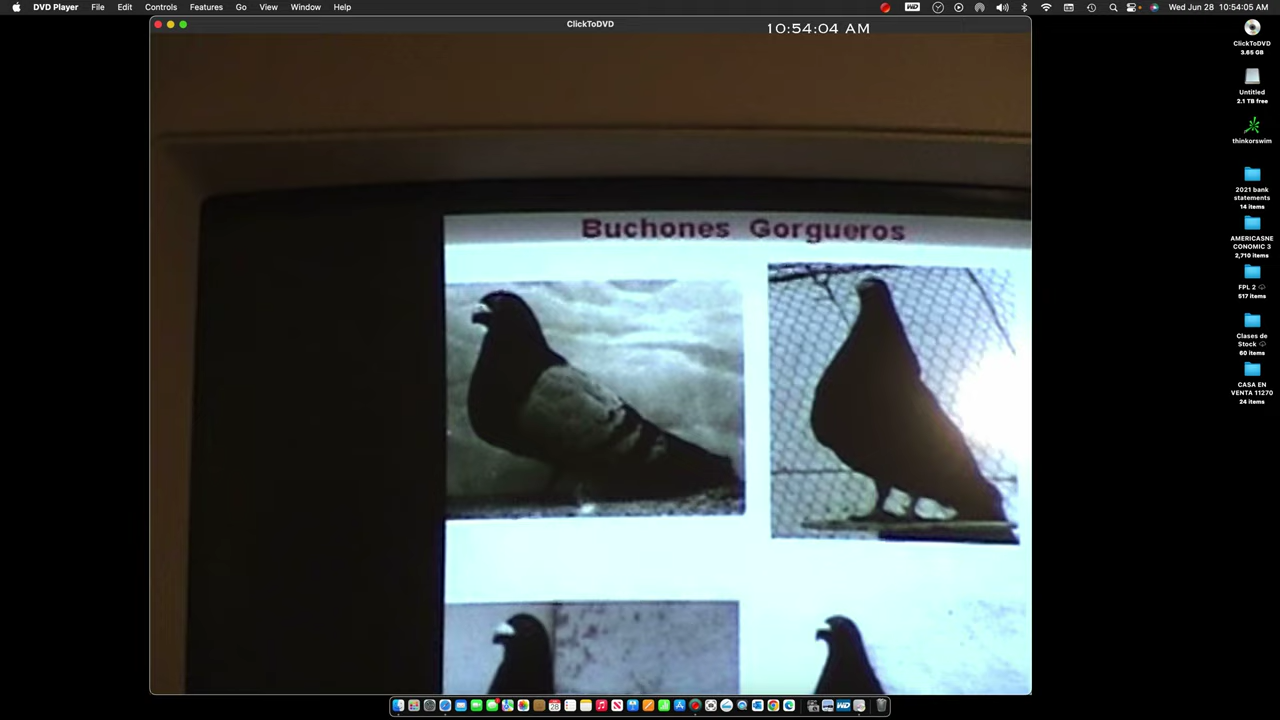 DVD Player File Edit Controls Features Go View Window Help Wed Jun 28 10:54:05 AM
ClickToDVD
10:54:04 AM
Buchones Gorgueros
ClickToDVD
3.65 GB
Untitled
2.1 TB free
thinkorswim
2021 bank
statements
14 items
AMERICASNE
CONOMIC 3
2,710 items
FPL 2
517 items
Clases de
Stock
60 items
CASA EN
VENTA 11270
24 items